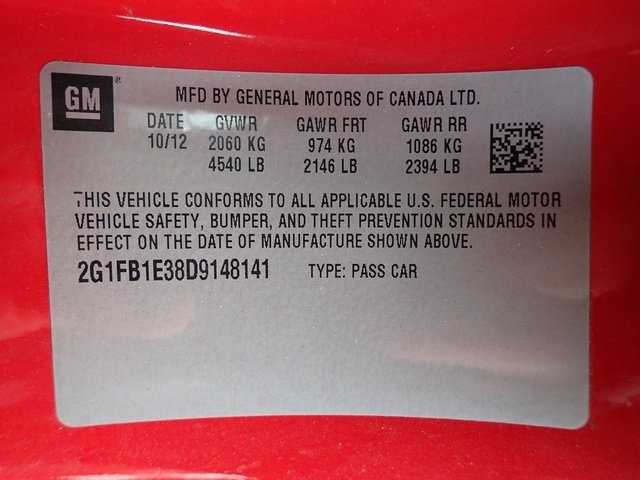 GM
MFD BY GENERAL MOTORS OF CANADA LTD.
DATE GVWR GAWR FRT GAWR RR
10/12 2060 KG 974 KG 1086 KG
4540 LB 2146 LB 2394 LB
THIS VEHICLE CONFORMS TO ALL APPLICABLE U.S. FEDERAL MOTOR
VEHICLE SAFETY, BUMPER, AND THEFT PREVENTION STANDARDS IN
EFFECT ON THE DATE OF MANUFACTURE SHOWN ABOVE.
2G1FB1E38D9148141 TYPE: PASS CAR